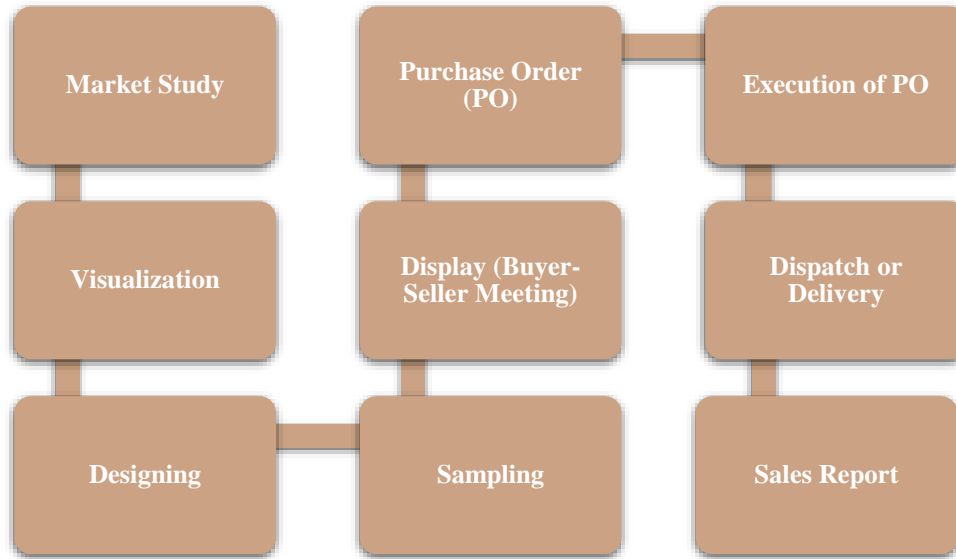 Market Study
Visualization
Designing
Sampling
Display (Buyer-
Seller Meeting)
Purchase Order
(PO)
Execution of PO
Dispatch or
Delivery
Sales Report